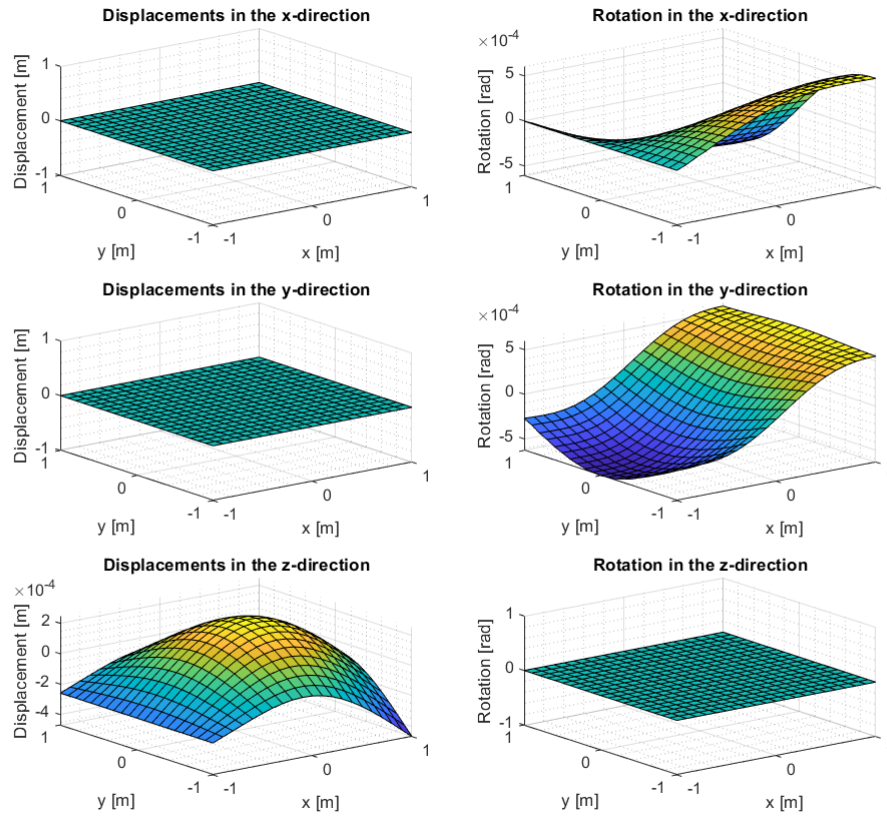 Displacements in the x-direction
Displacement [m]
1
0
-1
1
0
-1
y [m]
-1
0
1
x [m]
Rotation in the x-direction
×10⁻⁴
Rotation [rad]
5
0
-5
1
0
-1
y [m]
-1
0
x [m]
Displacements in the y-direction
Displacement [m]
1
0
-1
1
0
-1
y [m]
-1
0
1
x [m]
Rotation in the y-direction
×10⁻⁴
Rotation [rad]
5
0
-5
1
0
-1
y [m]
-1
0
x [m]
Displacements in the z-direction
×10⁻⁴
Displacement [m]
2
0
-2
-4
1
0
-1
y [m]
-1
0
1
x [m]
Rotation in the z-direction
Rotation [rad]
1
0
-1
1
0
-1
y [m]
-1
0
x [m]